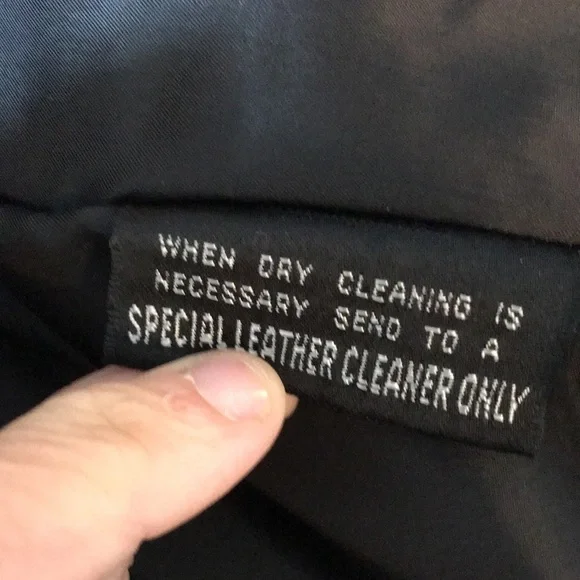 WHEN DRY CLEANING IS
NECESSARY SEND TO A
SPECIAL LEATHER CLEANER ONLY